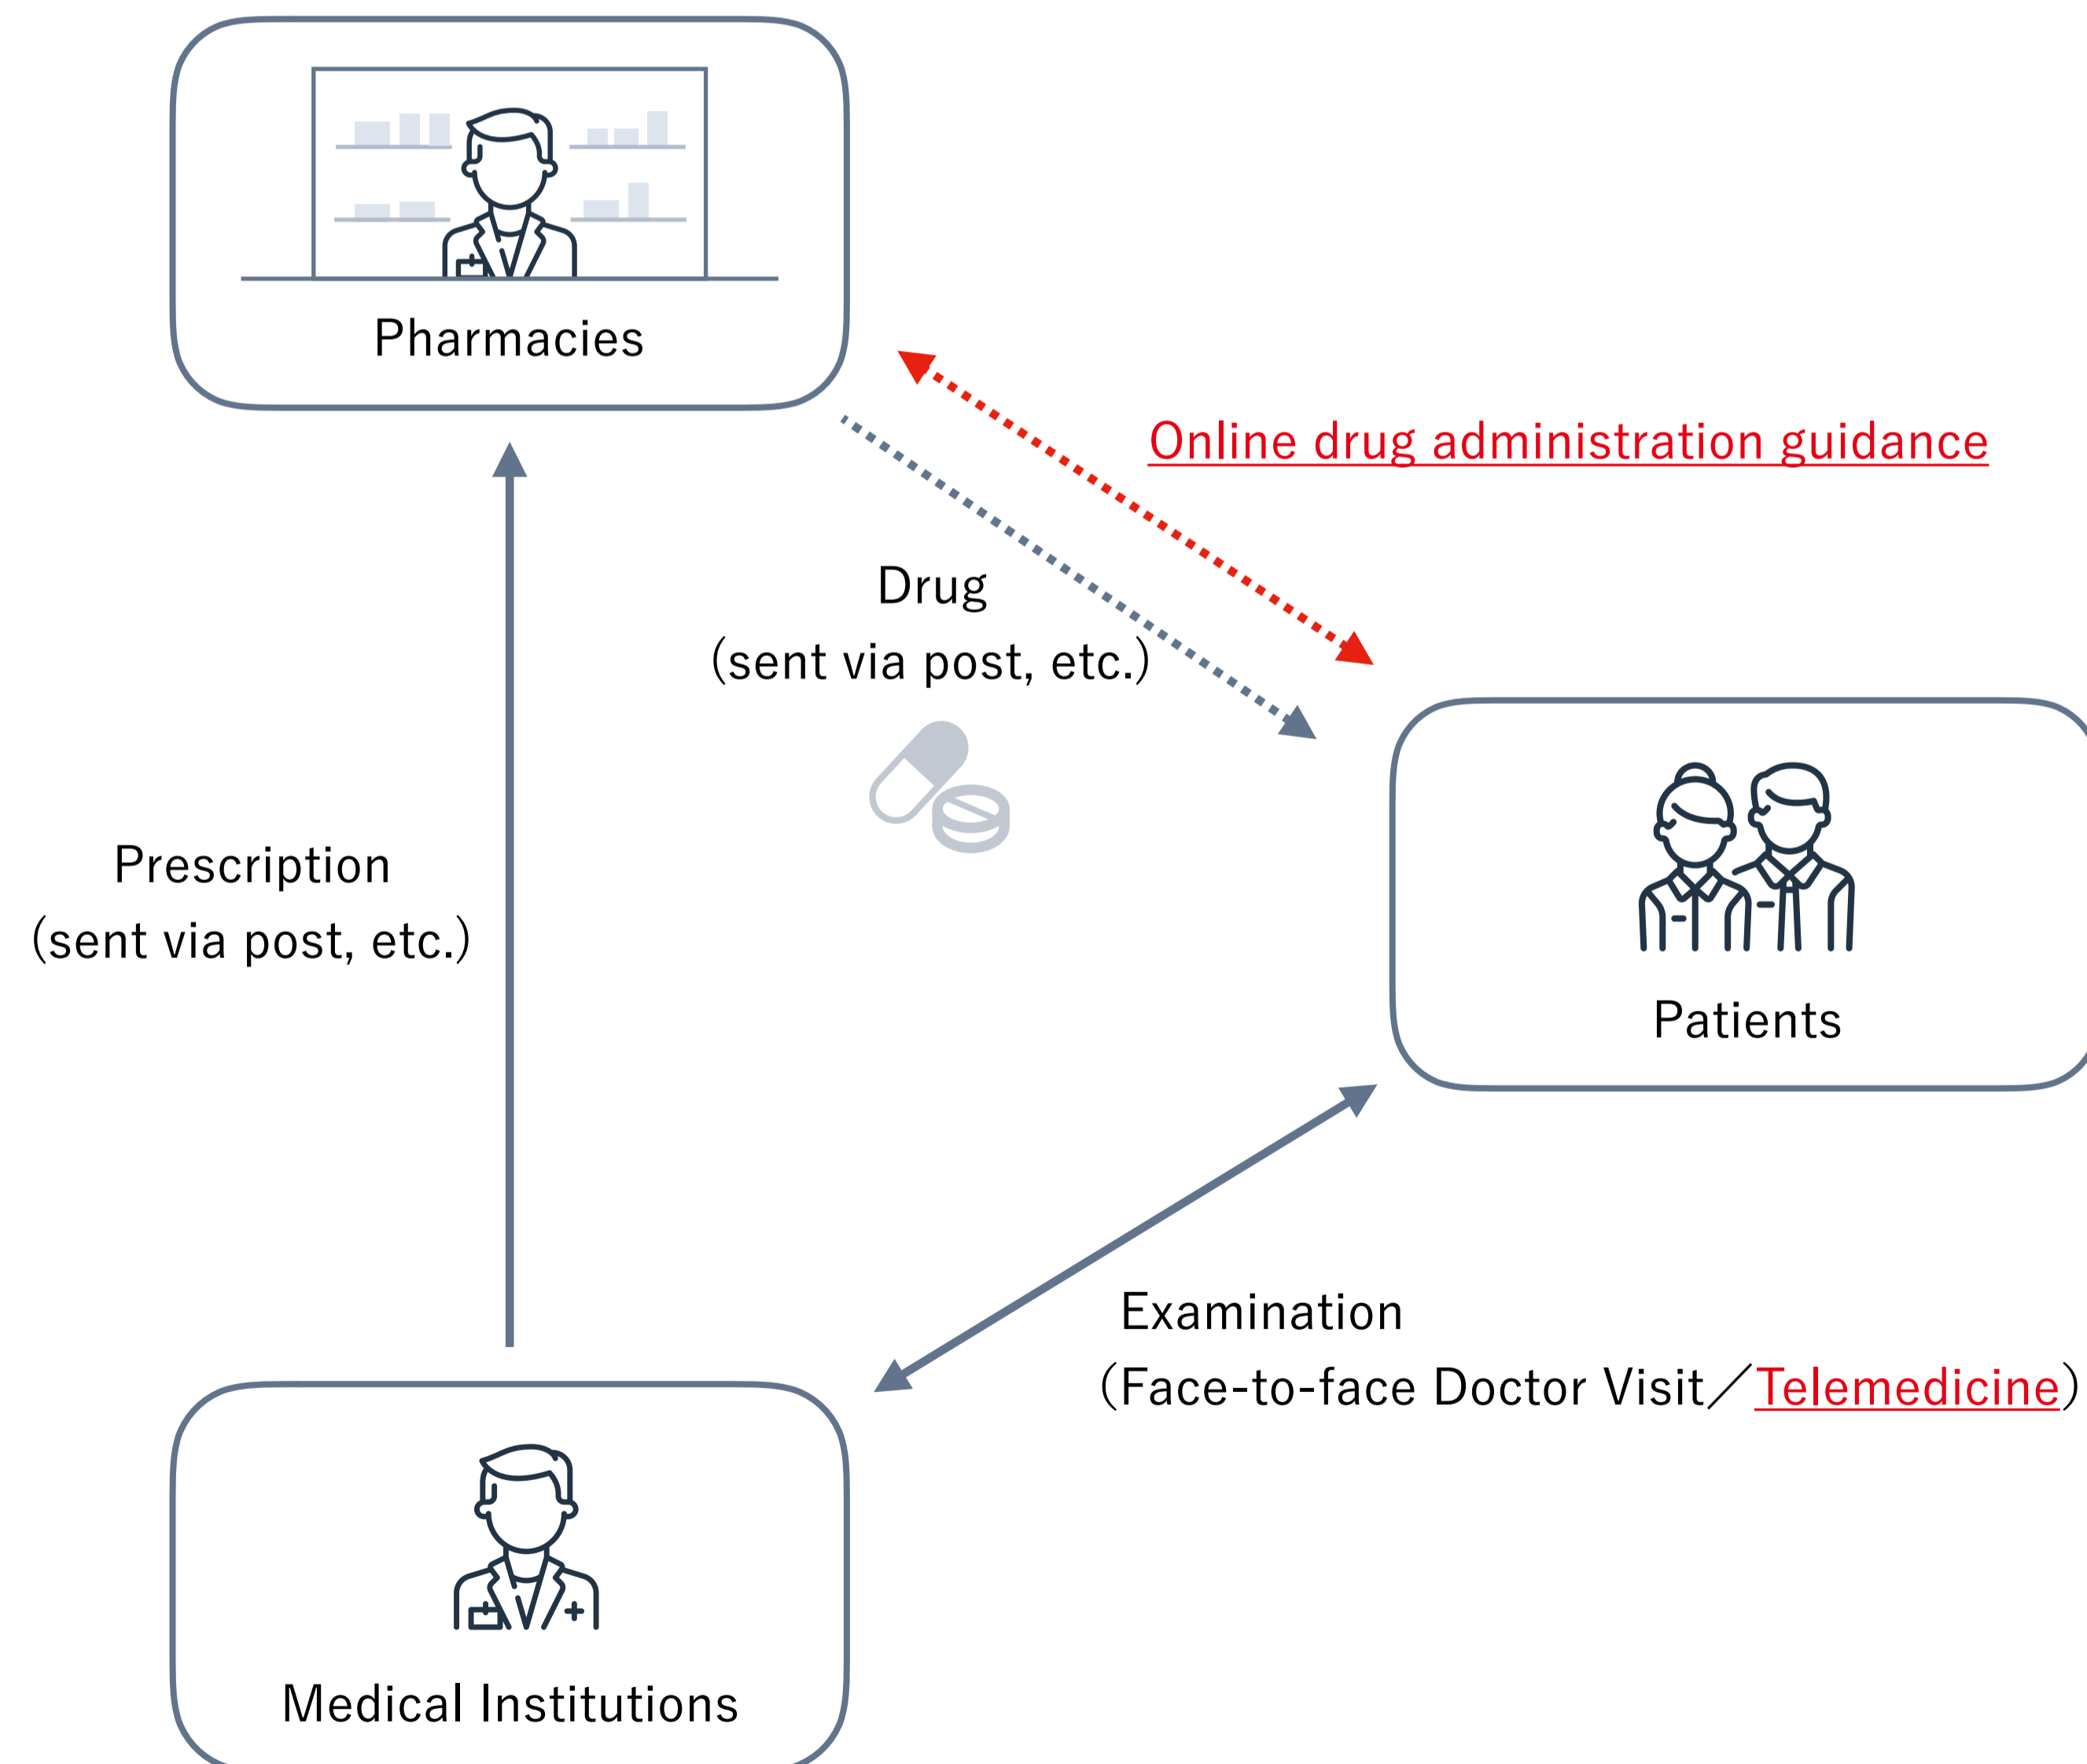 Pharmacies
Online drug administration guidance
Drug
(sent via post, etc.)
Prescription
(sent via post, etc.)
Patients
Examination
(Face-to-face Doctor Visit／Telemedicine)
Medical Institutions